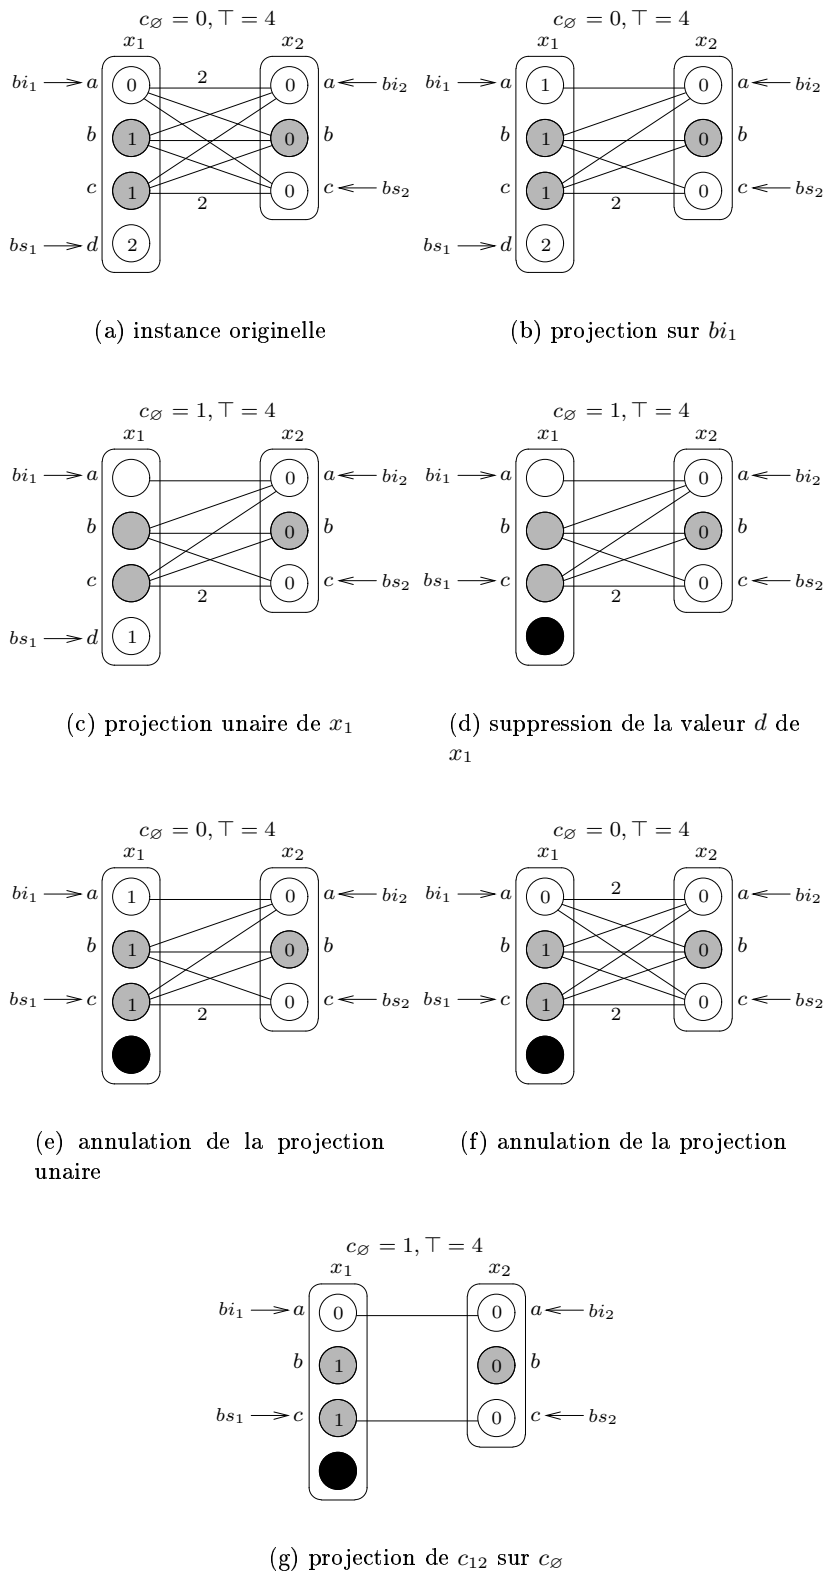 c∅ = 0, ⊤ = 4 c∅ = 0, ⊤ = 4
x1 x2 x1 x2
bi1 a 0 2 0 a bi2 bi1 a 1 0 a bi2
b 1 0 b b 1 0 b
c 1 2 0 c bs2 c 1 2 0 c bs2
bs1 d 2 bs1 d 2
(a) instance originelle (b) projection sur bi1
c∅ = 1, ⊤ = 4 c∅ = 1, ⊤ = 4
x1 x2 x1 x2
bi1 a 0 a bi2 bi1 a 0 a bi2
b 0 b b 0 b
c 2 0 c bs2 bs1 c 2 0 c bs2
bs1 d 1
(c) projection unaire de x1 (d) suppression de la valeur d de
x1
c∅ = 0, ⊤ = 4 c∅ = 0, ⊤ = 4
x1 x2 x1 x2
bi1 a 1 0 a bi2 bi1 a 0 2 0 a bi2
b 1 0 b b 1 0 b
bs1 c 1 2 0 c bs2 bs1 c 1 2 0 c bs2
(e) annulation de la projection (f) annulation de la projection
unaire
c∅ = 1, ⊤ = 4
x1 x2
bi1 a 0 0 a bi2
b 1 0 b
bs1 c 1 0 c bs2
(g) projection de c12 sur c∅